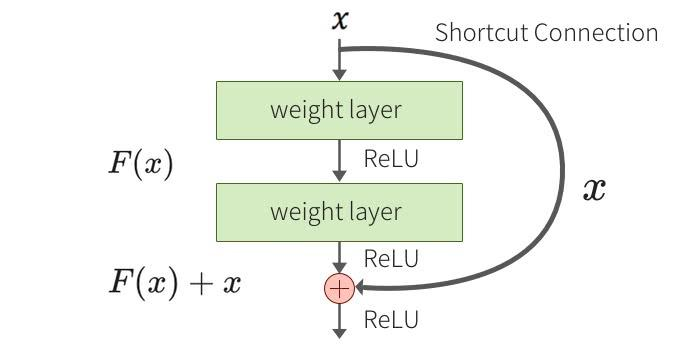 x
Shortcut Connection
weight layer
F(x)
ReLU
x
weight layer
ReLU
F(x) + x
+
ReLU